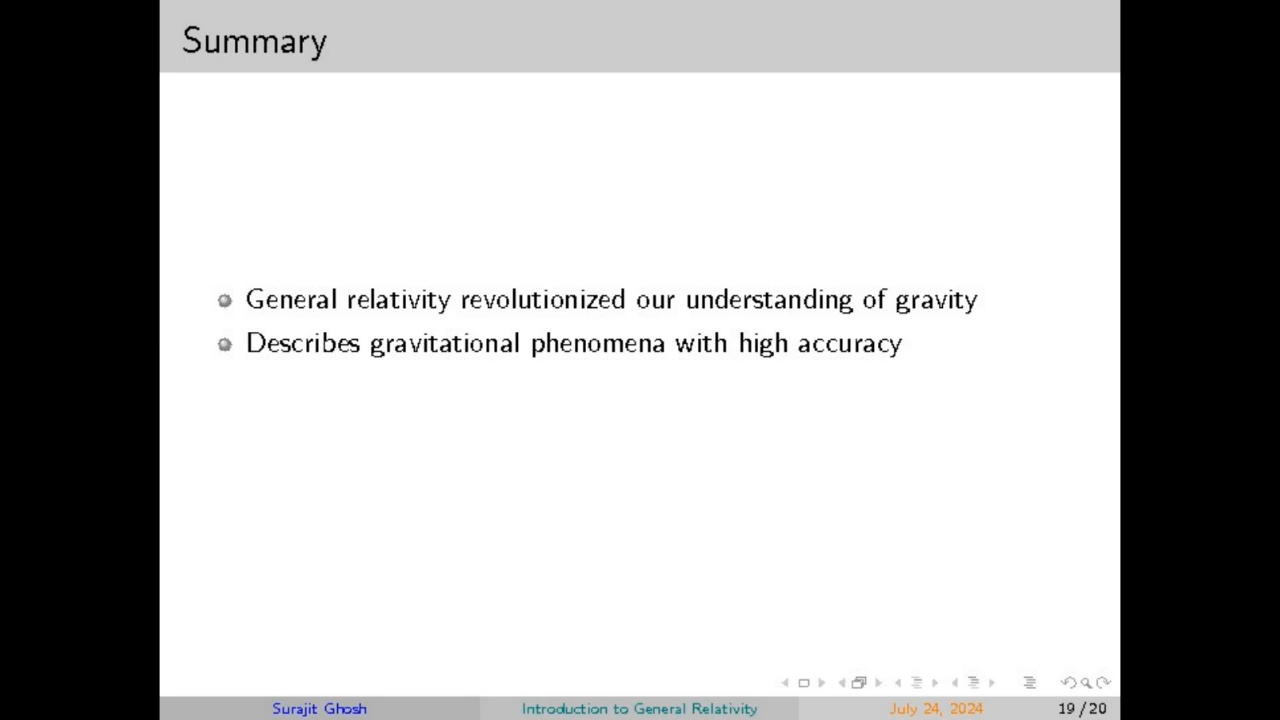 Summary
General relativity revolutionized our understanding of gravity
Describes gravitational phenomena with high accuracy
Surajit Ghosh Introduction to General Relativity July 24, 2024 19 / 20